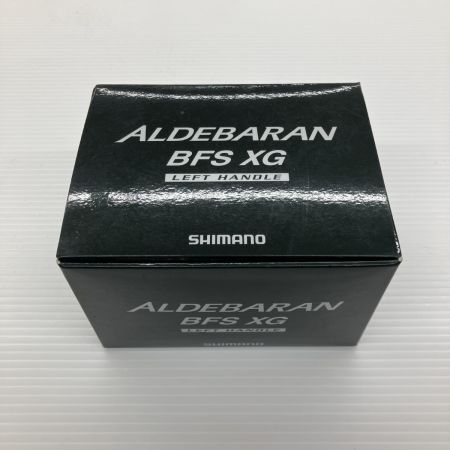 ALDEBARAN
BFS XG
LEFT HANDLE
SHIMANO
ALDEBARAN
BFS XG
LEFT HANDLE
SHIMANO